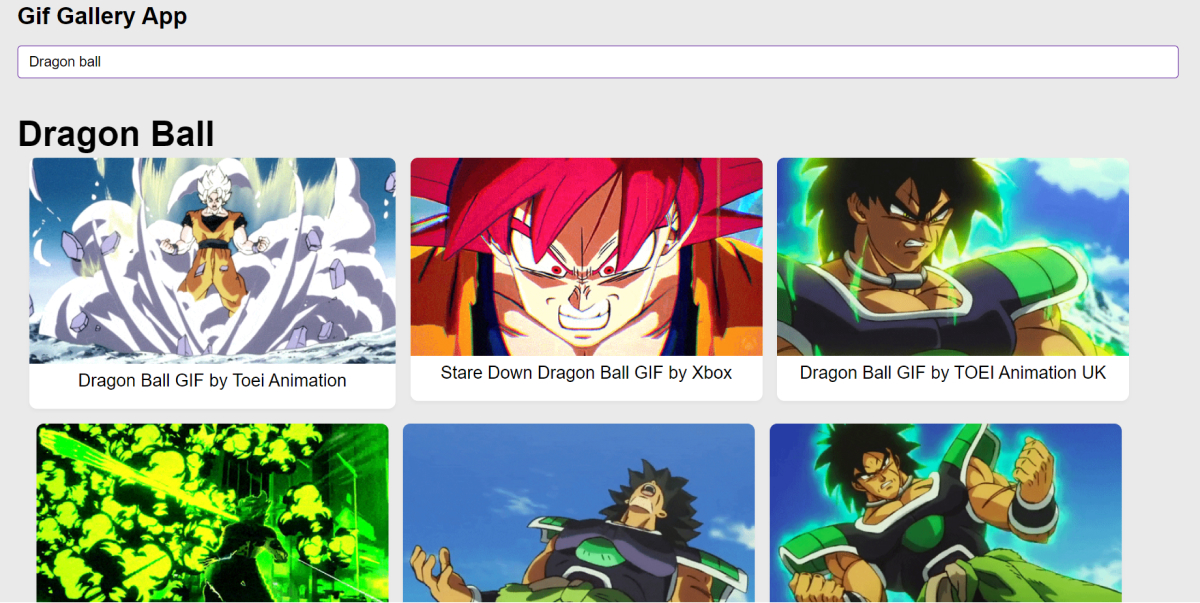 Gif Gallery App
Dragon ball
Dragon Ball
Dragon Ball GIF by Toei Animation
Stare Down Dragon Ball GIF by Xbox
Dragon Ball GIF by TOEI Animation UK